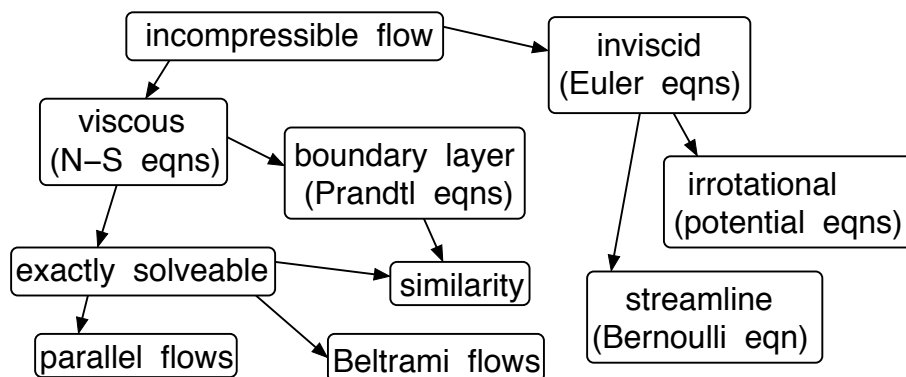 incompressible flow
inviscid
(Euler eqns)
viscous
(N–S eqns)
boundary layer
(Prandtl eqns)
irrotational
(potential eqns)
exactly solveable
similarity
streamline
(Bernoulli eqn)
parallel flows
Beltrami flows